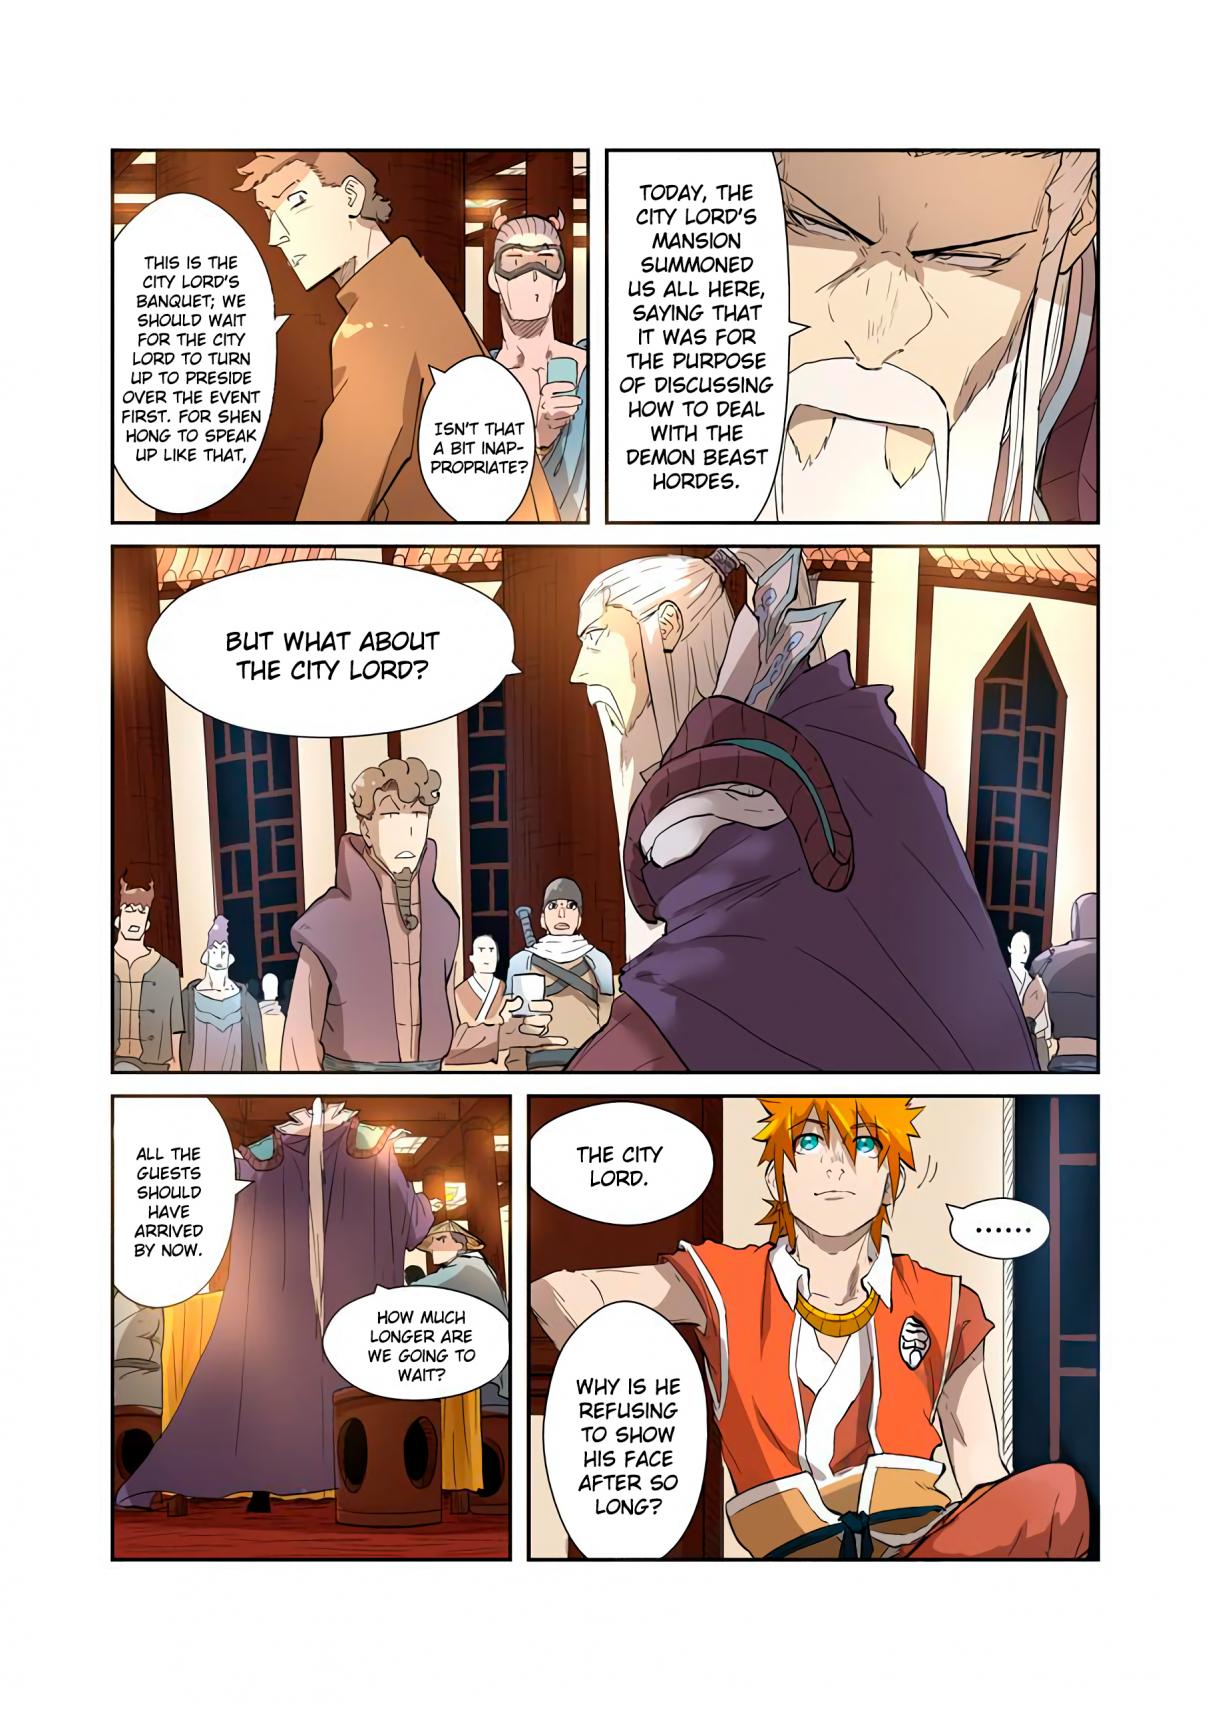 THIS IS THE
CITY LORD'S
BANQUET; WE
SHOULD WAIT
FOR THE CITY
LORD TO TURN
UP TO PRESIDE
OVER THE EVENT
FIRST. FOR SHEN
HONG TO SPEAK
UP LIKE THAT,
ISN'T THAT
A BIT INAP-
PROPRIATE?
TODAY, THE
CITY LORD'S
MANSION
SUMMONED
US ALL HERE,
SAYING THAT
IT WAS FOR
THE PURPOSE
OF DISCUSSING
HOW TO DEAL
WITH THE
DEMON BEAST
HORDES.
BUT WHAT ABOUT
THE CITY LORD?
ALL THE
GUESTS
SHOULD
HAVE
ARRIVED
BY NOW.
HOW MUCH
LONGER ARE
WE GOING TO
WAIT?
THE CITY
LORD.
......
WHY IS HE
REFUSING
TO SHOW
HIS FACE
AFTER SO
LONG?